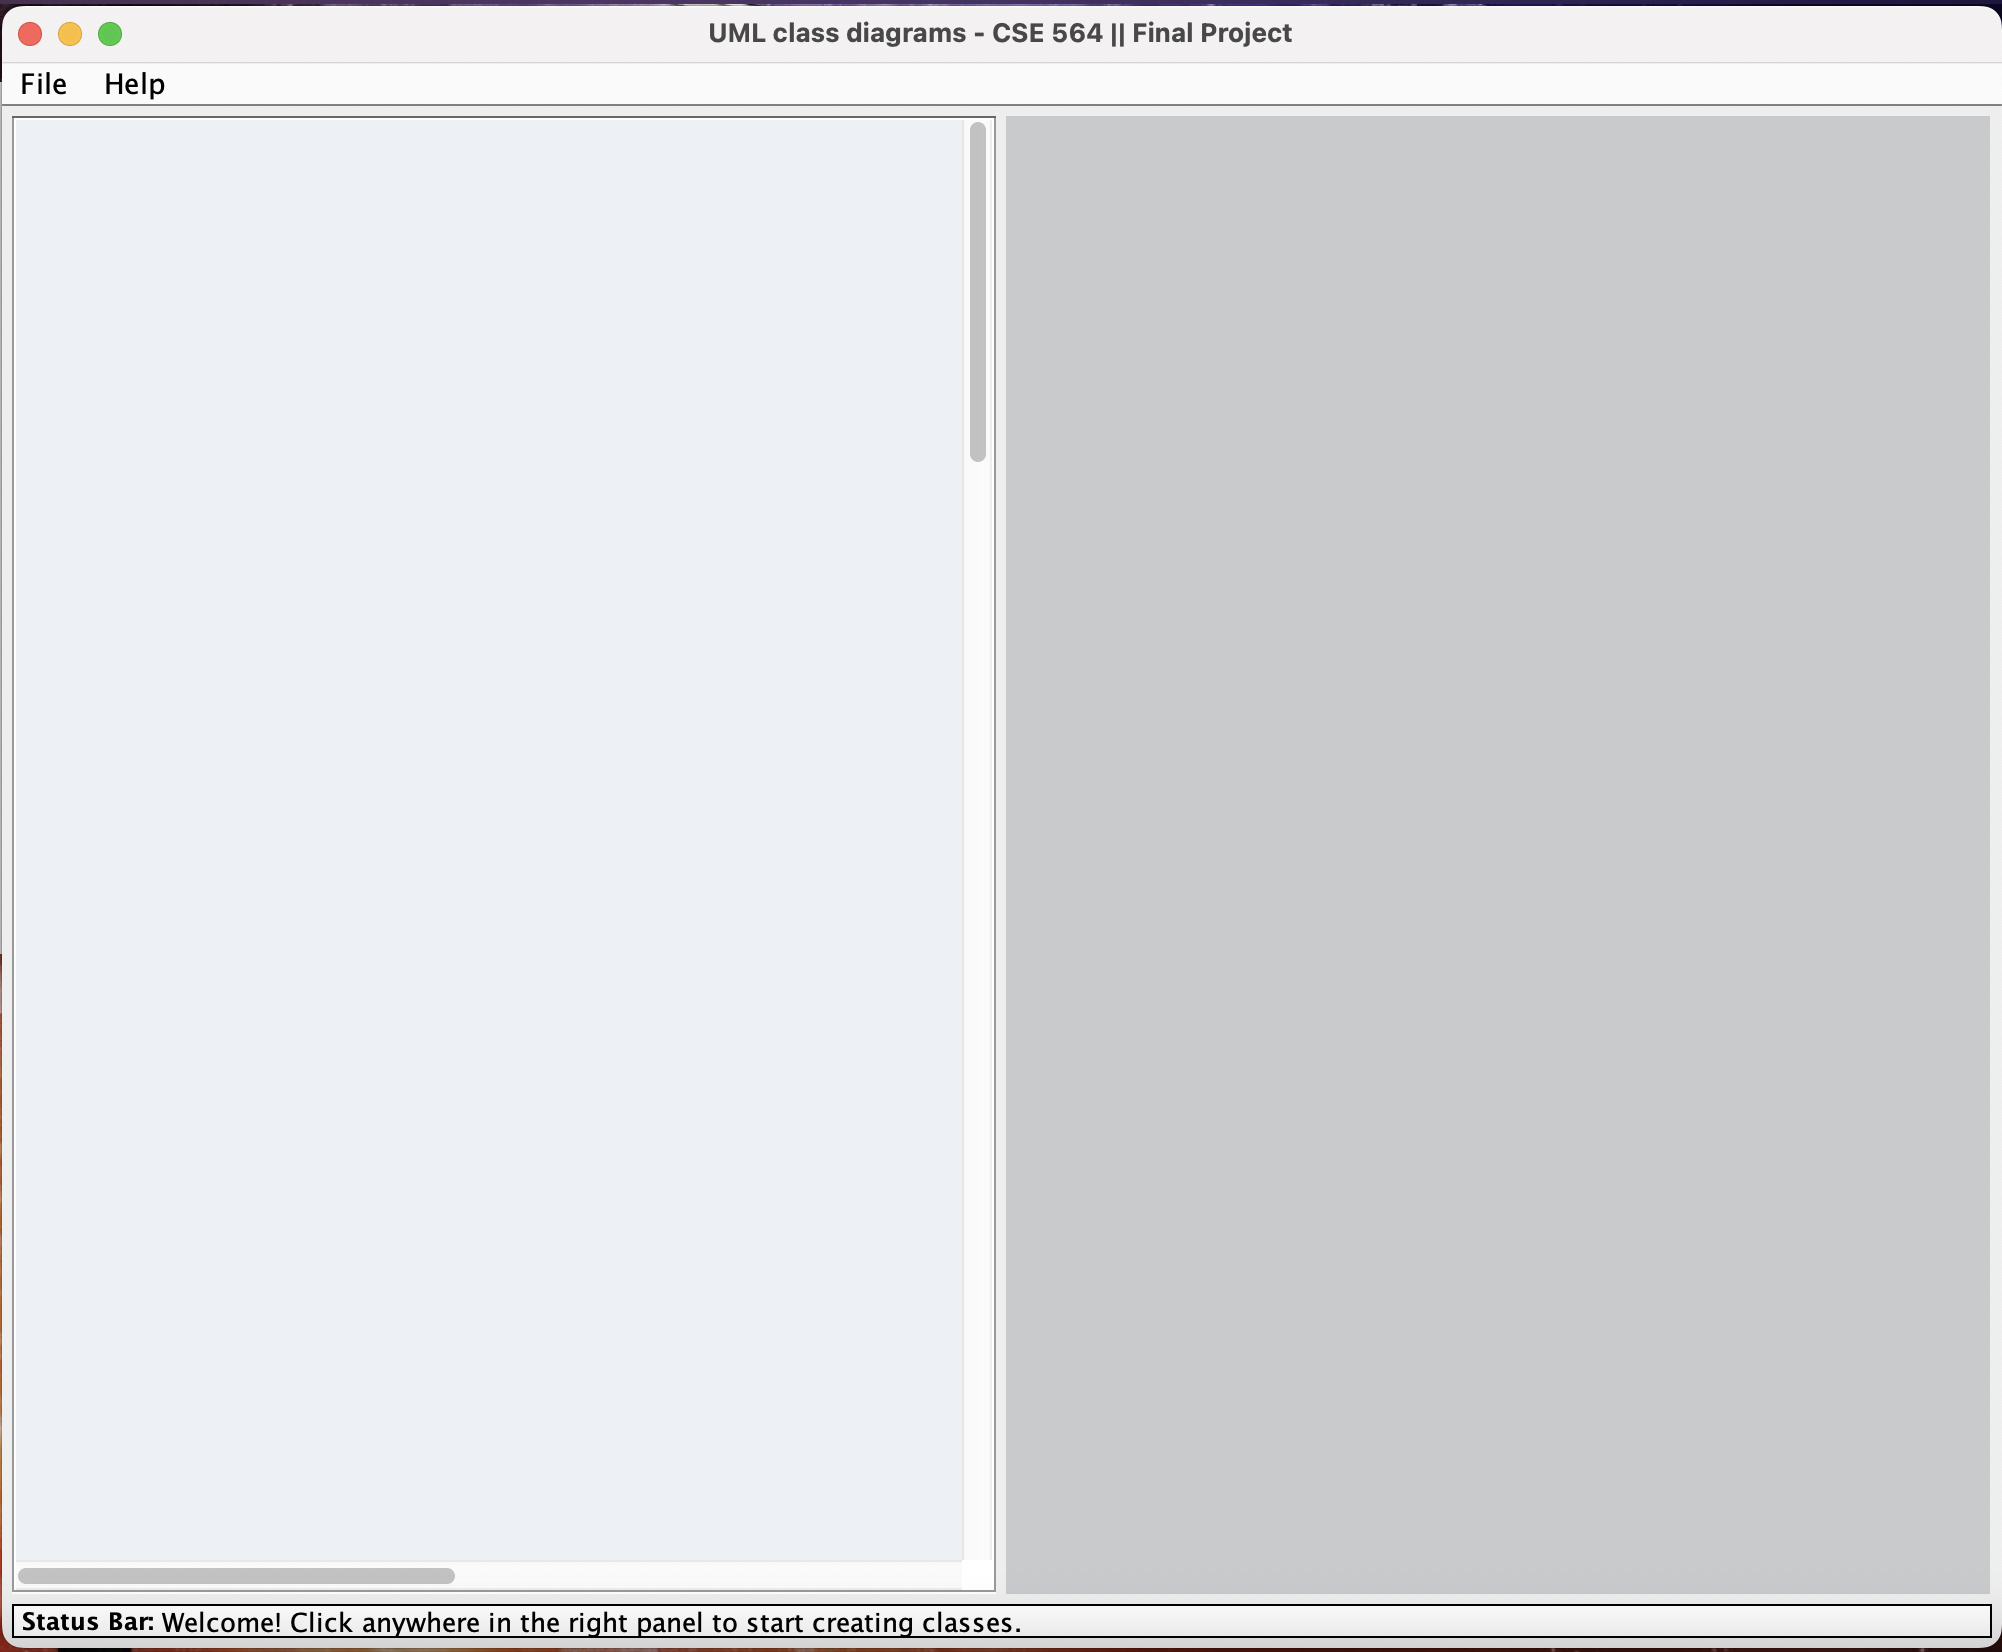 UML class diagrams - CSE 564 || Final Project
File Help
Status Bar: Welcome! Click anywhere in the right panel to start creating classes.